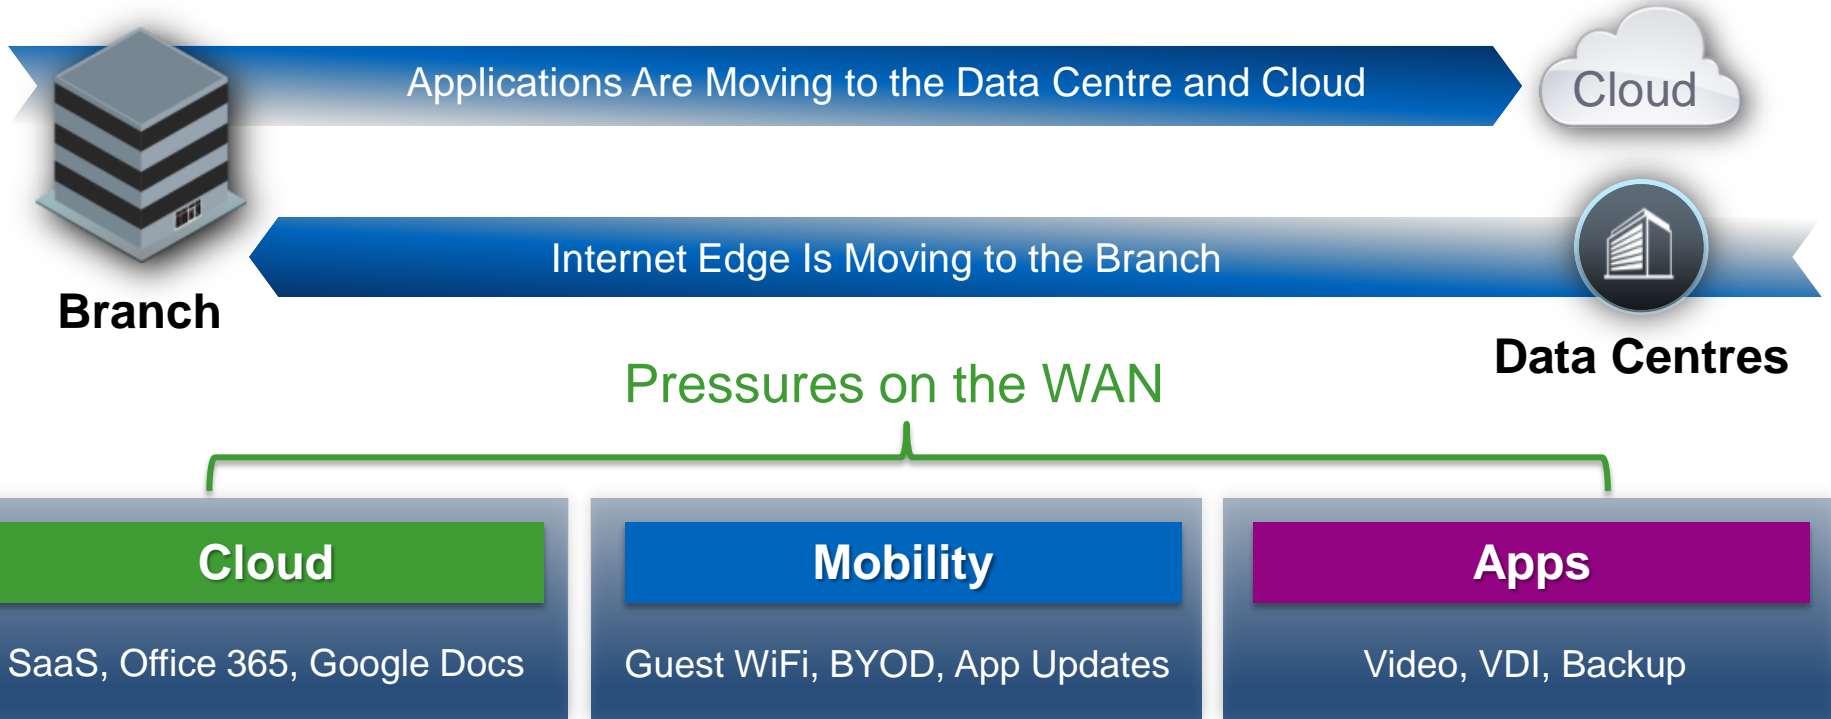 Applications Are Moving to the Data Centre and Cloud
Cloud
Internet Edge Is Moving to the Branch
Branch
Data Centres
Pressures on the WAN
Cloud
Mobility
Apps
SaaS, Office 365, Google Docs
Guest WiFi, BYOD, App Updates
Video, VDI, Backup